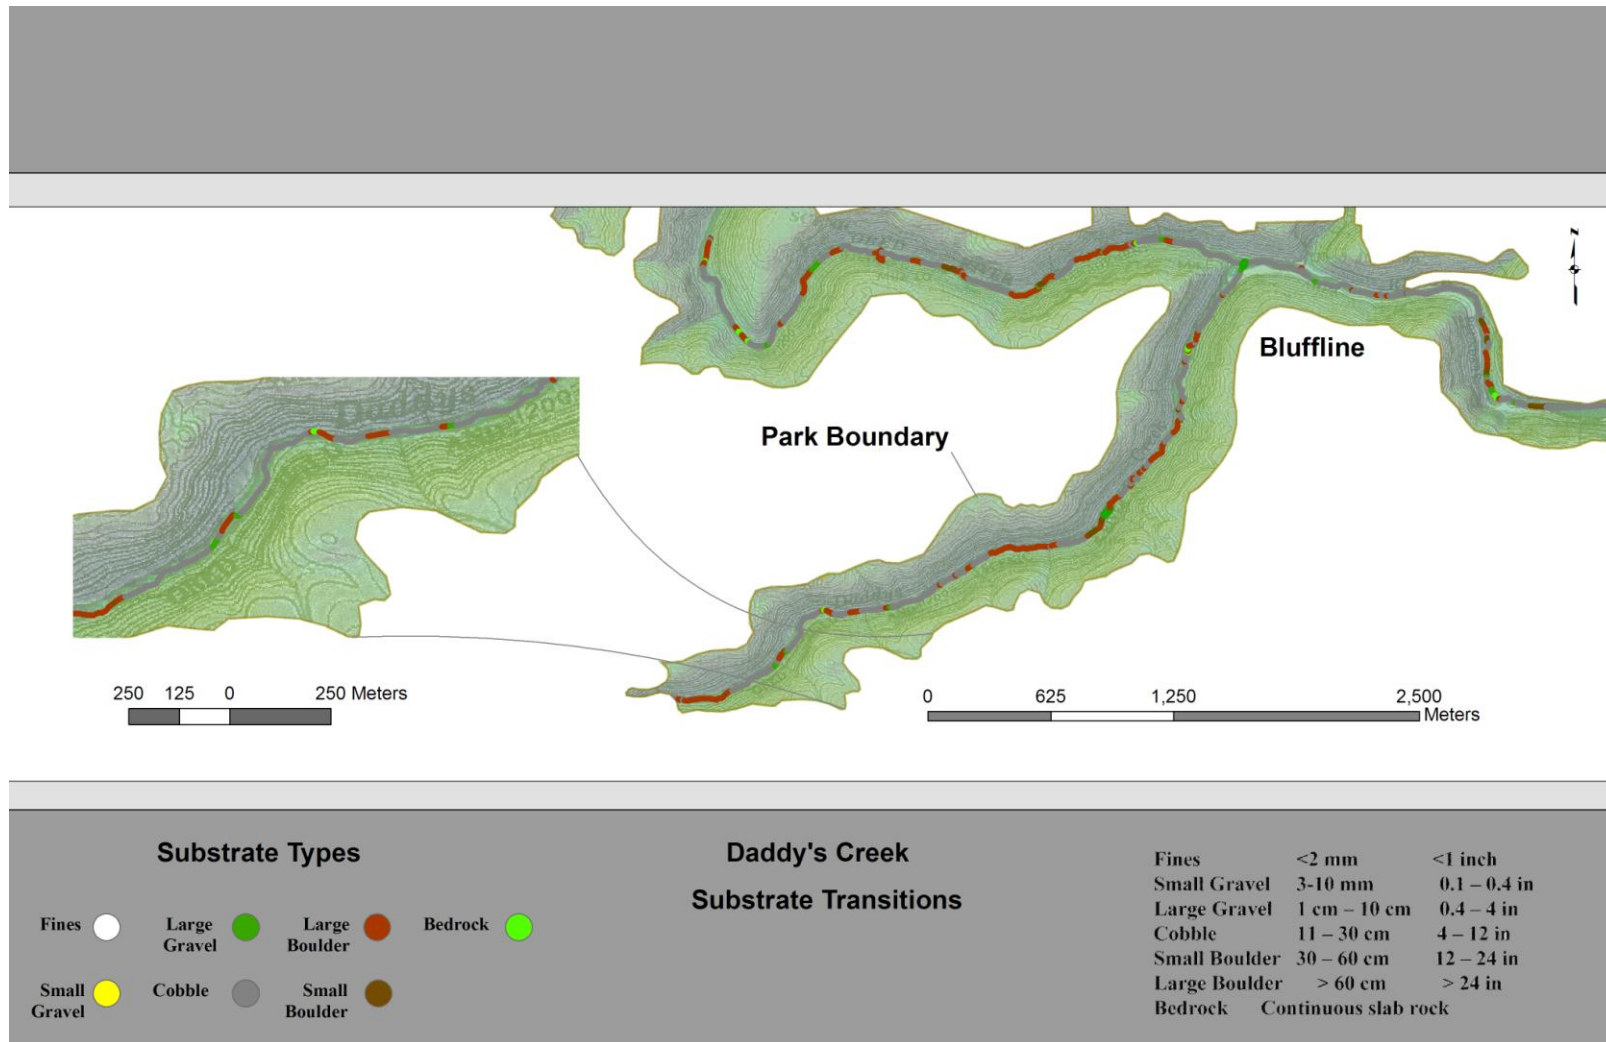 N
Bluffline
Park Boundary
Daddys
1200
Daddys
250 125 0 250 Meters
0 625 1,250 2,500
Meters
Substrate Types
Fines
Large
Gravel
Large
Boulder
Bedrock
Small
Gravel
Cobble
Small
Boulder
Daddy's Creek
Substrate Transitions
Fines <2 mm <1 inch
Small Gravel 3-10 mm 0.1 – 0.4 in
Large Gravel 1 cm – 10 cm 0.4 – 4 in
Cobble 11 – 30 cm 4 – 12 in
Small Boulder 30 – 60 cm 12 – 24 in
Large Boulder > 60 cm > 24 in
Bedrock Continuous slab rock